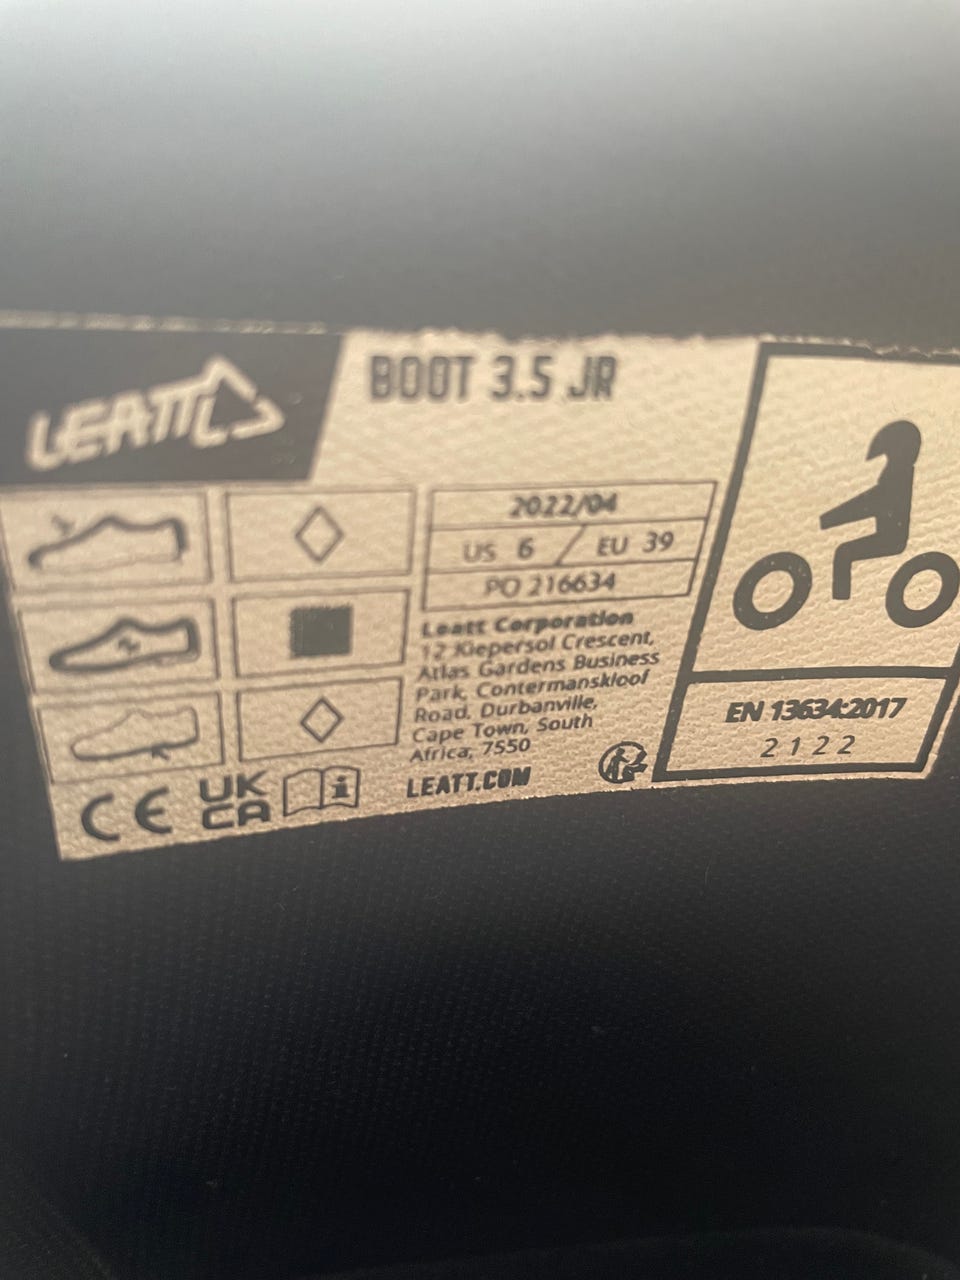 LEATT
BOOT 3.5 JR
2022/04
US 6 / EU 39
PO 216634
Leatt Corporation
12 Kiepersol Crescent,
Atlas Gardens Business
Park, Contermanskloof
Road, Durbanville,
Cape Town, South
Africa, 7550
LEATT.COM
CE UK
CA i
EN 13634:2017
2122